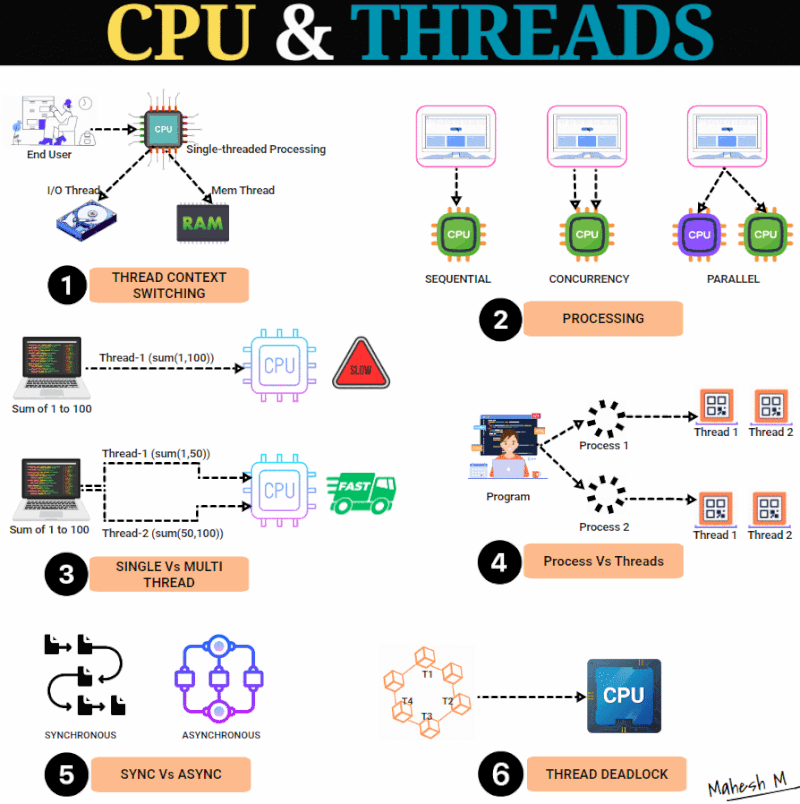 CPU & THREADS
CPU
End User
Single-threaded Processing
I/O Thread
Mem Thread
RAM
1
THREAD CONTEXT
SWITCHING
CPU
CPU
CPU
CPU
SEQUENTIAL
CONCURRENCY
PARALLEL
2
PROCESSING
Thread-1 (sum(1,100))
CPU
SLOW
Sum of 1 to 100
Thread-1 (sum(1,50))
CPU
FAST
Sum of 1 to 100
Thread-2 (sum(50,100))
3
SINGLE Vs MULTI
THREAD
Process 1
Thread 1
Thread 2
Program
Process 2
Thread 1
Thread 2
4
Process Vs Threads
SYNCHRONOUS
ASYNCHRONOUS
5
SYNC Vs ASYNC
T1
T4
T2
T3
CPU
6
THREAD DEADLOCK
Mahesh M